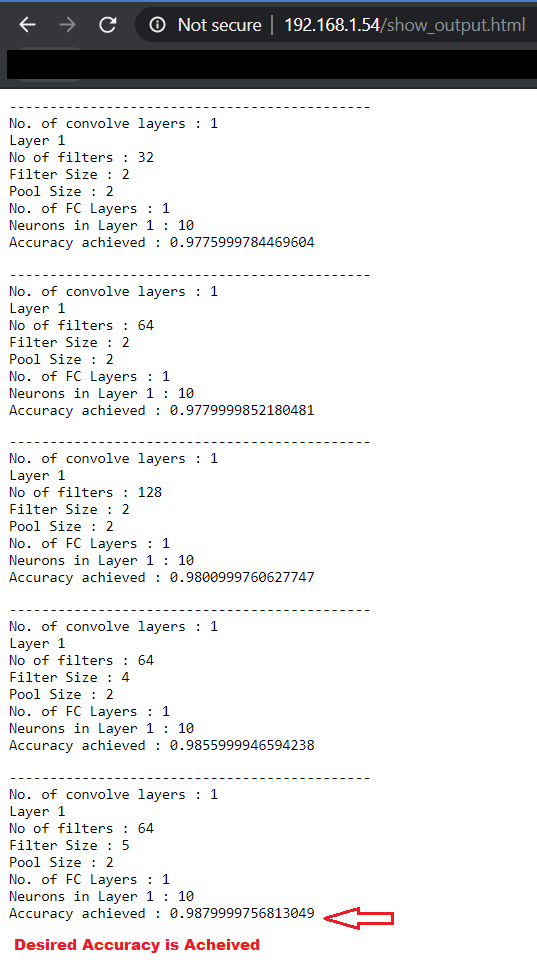 Not secure | 192.168.1.54/show_output.html
---------------------------------------------
No. of convolve layers : 1
Layer 1
No of filters : 32
Filter Size : 2
Pool Size : 2
No. of FC Layers : 1
Neurons in Layer 1 : 10
Accuracy achieved : 0.9775999784469604
---------------------------------------------
No. of convolve layers : 1
Layer 1
No of filters : 64
Filter Size : 2
Pool Size : 2
No. of FC Layers : 1
Neurons in Layer 1 : 10
Accuracy achieved : 0.9779999852180481
---------------------------------------------
No. of convolve layers : 1
Layer 1
No of filters : 128
Filter Size : 2
Pool Size : 2
No. of FC Layers : 1
Neurons in Layer 1 : 10
Accuracy achieved : 0.9800999760627747
---------------------------------------------
No. of convolve layers : 1
Layer 1
No of filters : 64
Filter Size : 4
Pool Size : 2
No. of FC Layers : 1
Neurons in Layer 1 : 10
Accuracy achieved : 0.9855999946594238
---------------------------------------------
No. of convolve layers : 1
Layer 1
No of filters : 64
Filter Size : 5
Pool Size : 2
No. of FC Layers : 1
Neurons in Layer 1 : 10
Accuracy achieved : 0.9879999756813049
Desired Accuracy is Acheived